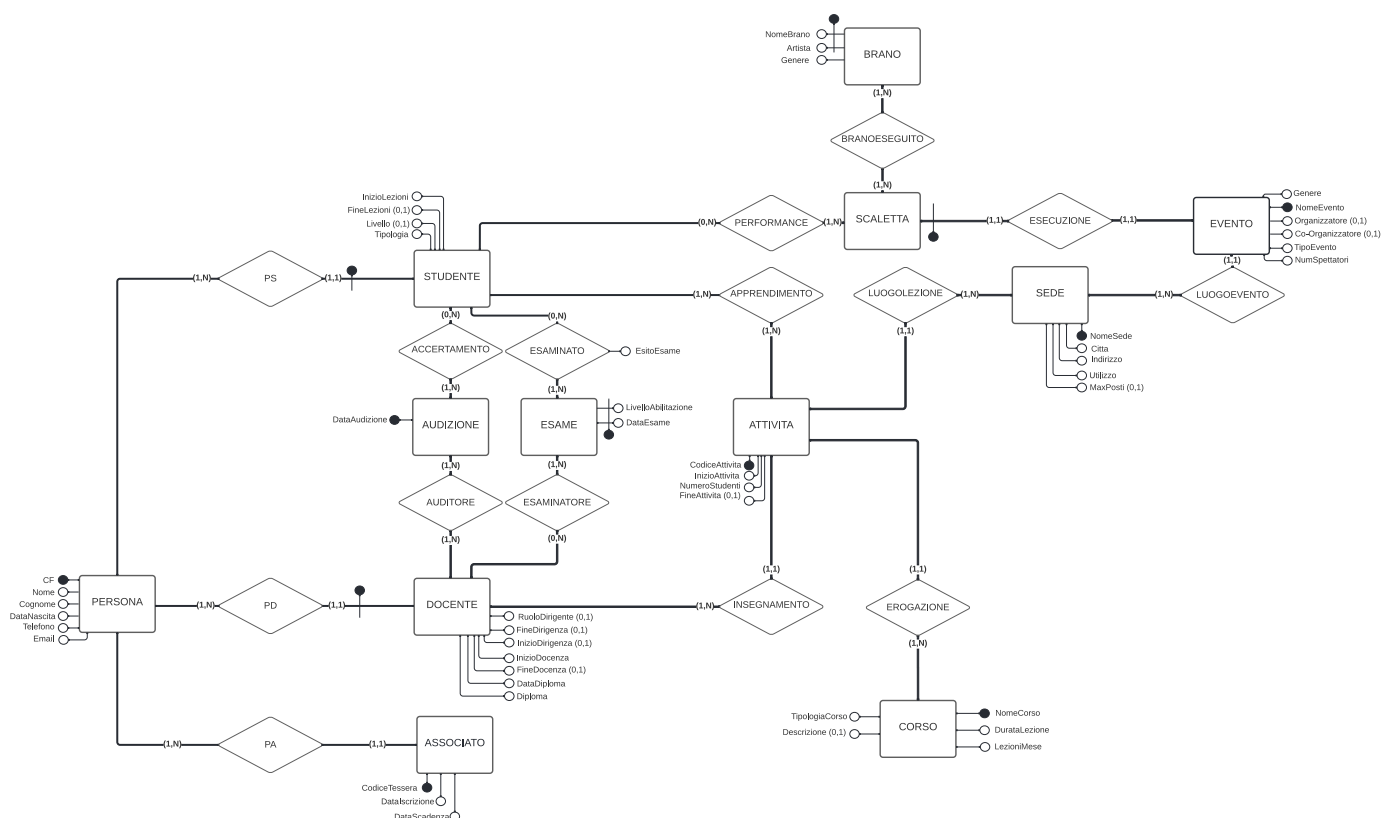 NomeBrano
Artista
Genere
BRANO
(1,N)
BRANOESEGUITO
(1,N)
InizioLezioni
FineLezioni (0,1)
Livello (0,1)
Tipologia
(0,N)
PERFORMANCE
(1,N)
SCALETTA
(1,1)
ESECUZIONE
(1,1)
EVENTO
Genere
NomeEvento
Organizzatore (0,1)
Co-Organizzatore (0,1)
TipoEvento
NumSpettatori
(1,1)
(1,N)
PS
(1,1)
STUDENTE
(1,N)
APPRENDIMENTO
LUOGOLEZIONE
(1,N)
SEDE
(1,N)
LUOGOEVENTO
(0,N)
(0,N)
(1,N)
(1,1)
NomeSede
Citta
Indirizzo
Utilizzo
MaxPosti (0,1)
ACCERTAMENTO
ESAMINATO
EsitoEsame
(1,N)
(1,N)
DataAudizione
AUDIZIONE
ESAME
LivelloAbilitazione
DataEsame
ATTIVITA
(1,N)
(1,N)
CodiceAttivita
InizioAttivita
NumeroStudenti
FineAttivita (0,1)
AUDITORE
ESAMINATORE
(1,N)
(0,N)
(1,1)
(1,1)
CF
Nome
Cognome
DataNascita
Telefono
Email
PERSONA
(1,N)
PD
(1,1)
DOCENTE
(1,N)
INSEGNAMENTO
EROGAZIONE
RuoloDirigente (0,1)
FineDirigenza (0,1)
InizioDirigenza (0,1)
InizioDocenza
FineDocenza (0,1)
DataDiploma
Diploma
(1,N)
TipologiaCorso
Descrizione (0,1)
CORSO
NomeCorso
DurataLezione
LezioniMese
(1,N)
PA
(1,1)
ASSOCIATO
CodiceTessera
DataIscrizione
DataScadenza